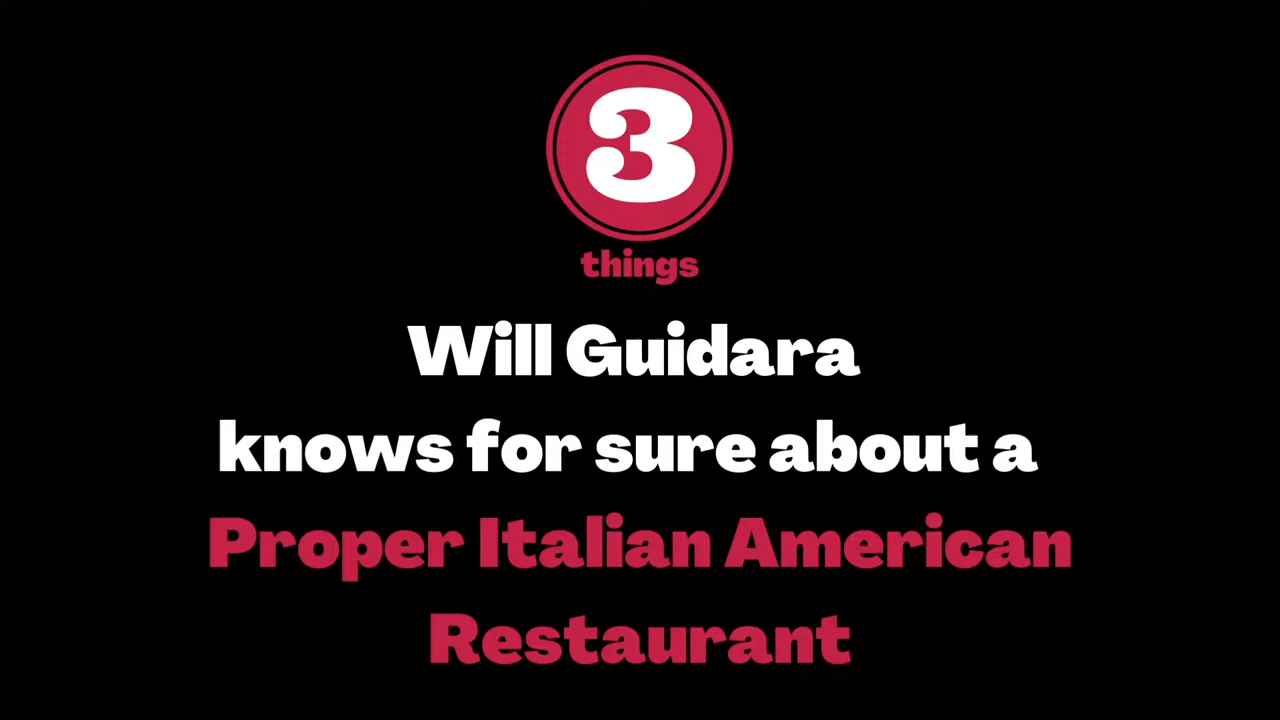 3
things
Will Guidara
knows for sure about a
Proper Italian American
Restaurant